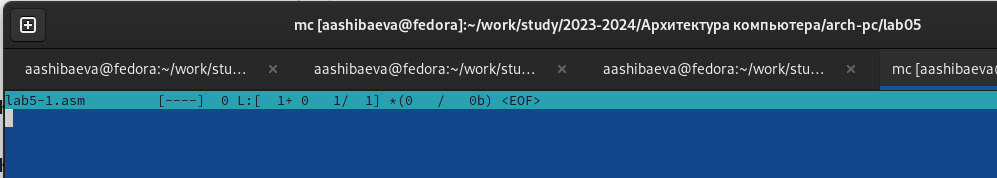 mc [aashibaeva@fedora]:~/work/study/2023-2024/Архитектура компьютера/arch-pc/lab05
aashibaeva@fedora:~/work/stu… × aashibaeva@fedora:~/work/stu… × aashibaeva@fedora:~/work/stu… × mc [aashibaeva@
lab5-1.asm [----] 0 L:[ 1+ 0 1/ 1] *(0 / 0b) <EOF>